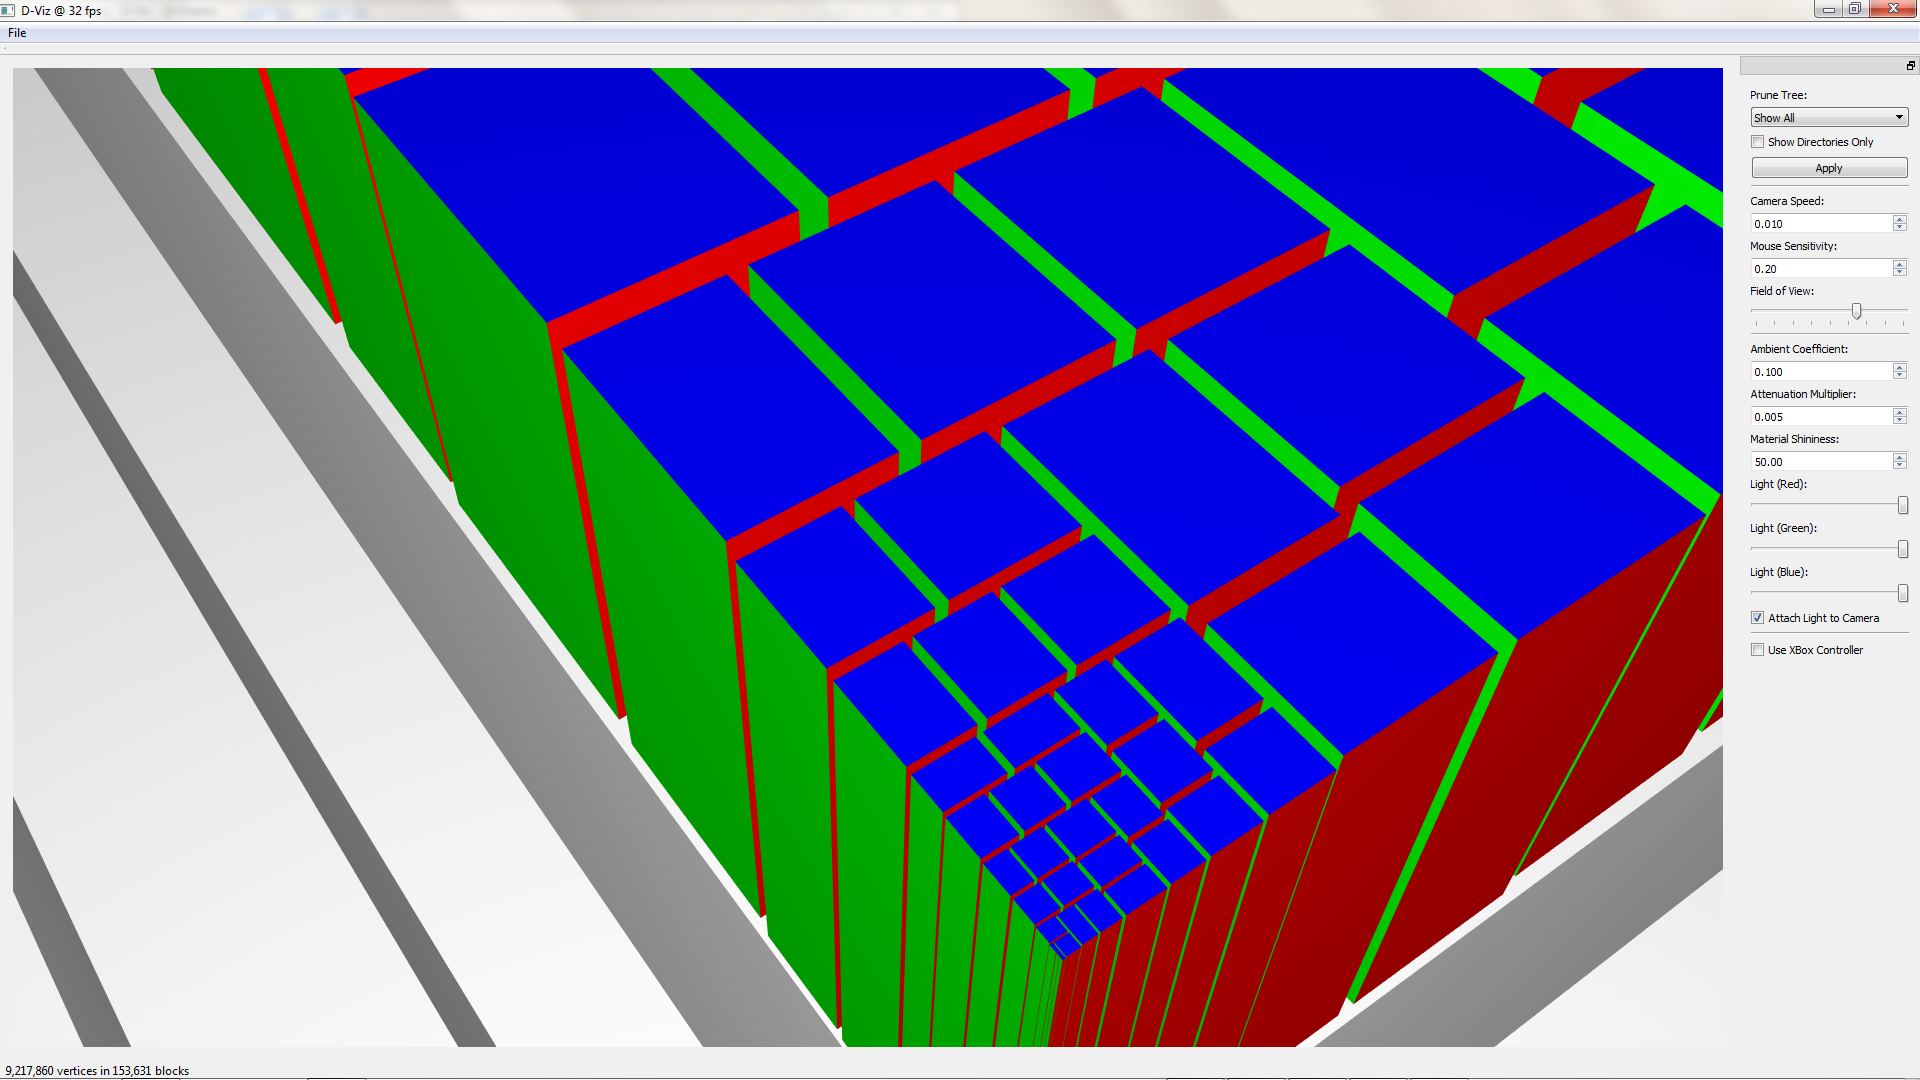 D-Viz @ 32 fps
File
Prune Tree:
Show All
Show Directories Only
Apply
Camera Speed:
0.010
Mouse Sensitivity:
0.20
Field of View:
Ambient Coefficient:
0.100
Attenuation Multiplier:
0.005
Material Shininess:
50.00
Light (Red):
Light (Green):
Light (Blue):
Attach Light to Camera
Use XBox Controller
9,217,860 vertices in 153,631 blocks